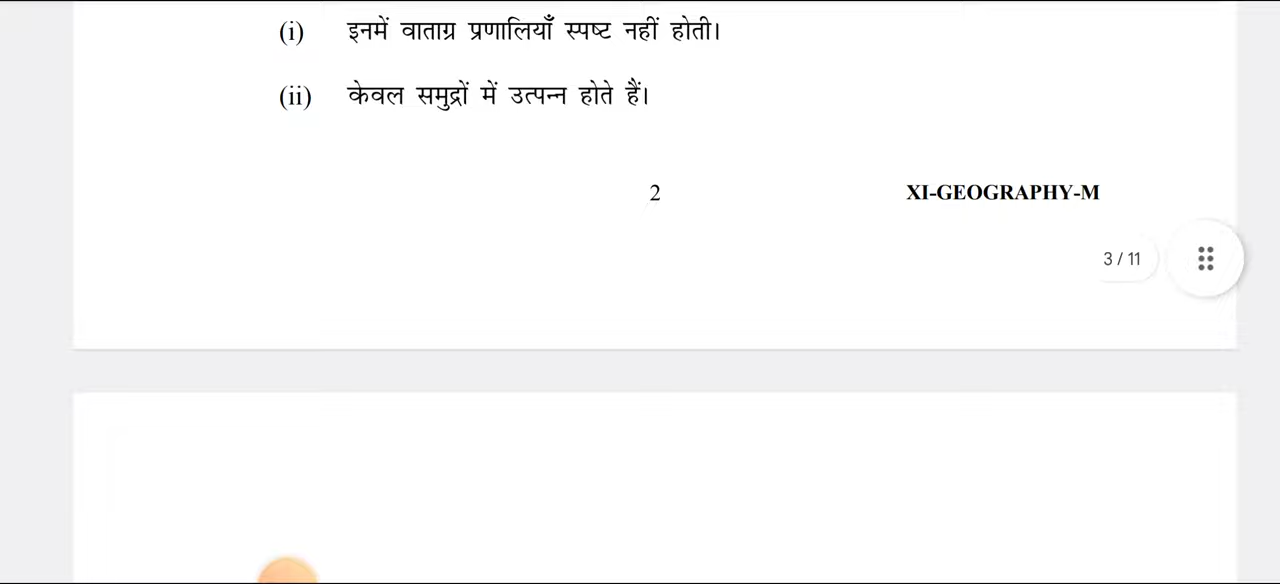 (i) इनमें वाताग्र प्रणालियाँ स्पष्ट नहीं होती।
(ii) केवल समुद्रों में उत्पन्न होते हैं।
2 XI-GEOGRAPHY-M
3 / 11